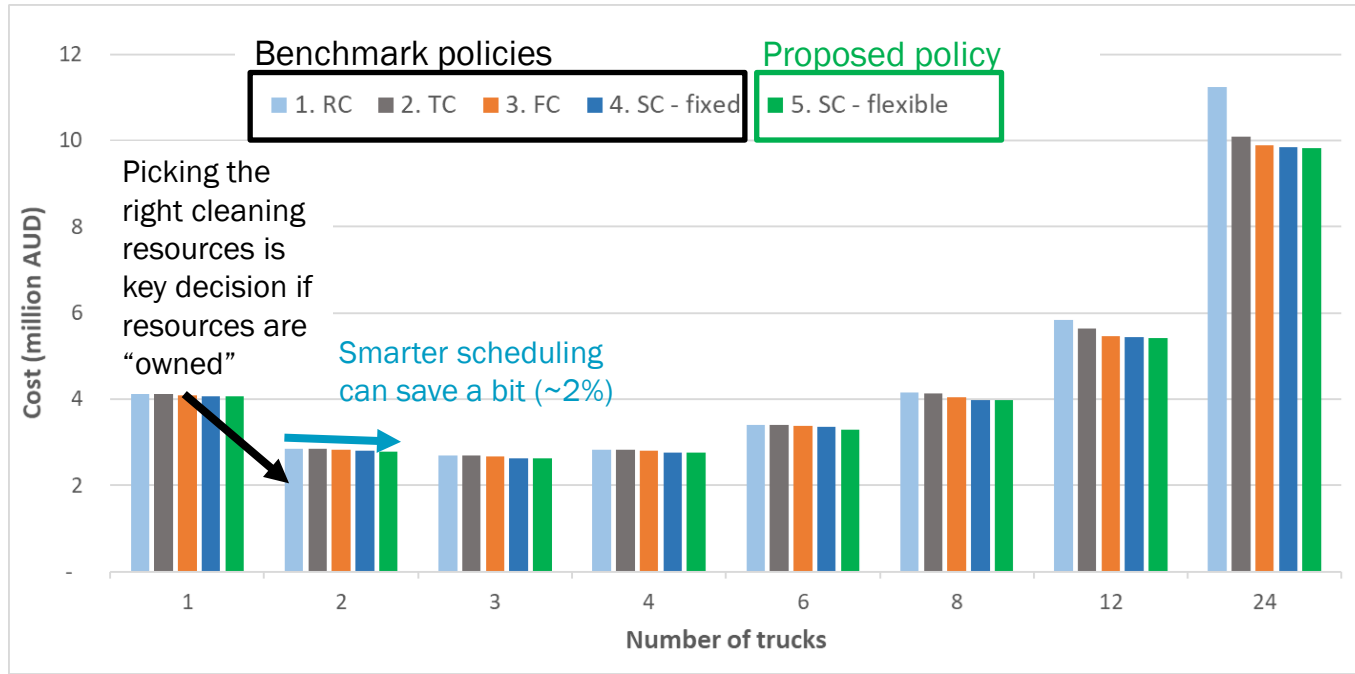 Benchmark policies
Proposed policy
1. RC 2. TC 3. FC 4. SC - fixed
5. SC - flexible
Picking the
right cleaning
resources is
key decision if
resources are
“owned”
Smarter scheduling
can save a bit (~2%)
Cost (million AUD)
12
10
8
6
4
2
-
1 2 3 4 6 8 12 24
Number of trucks